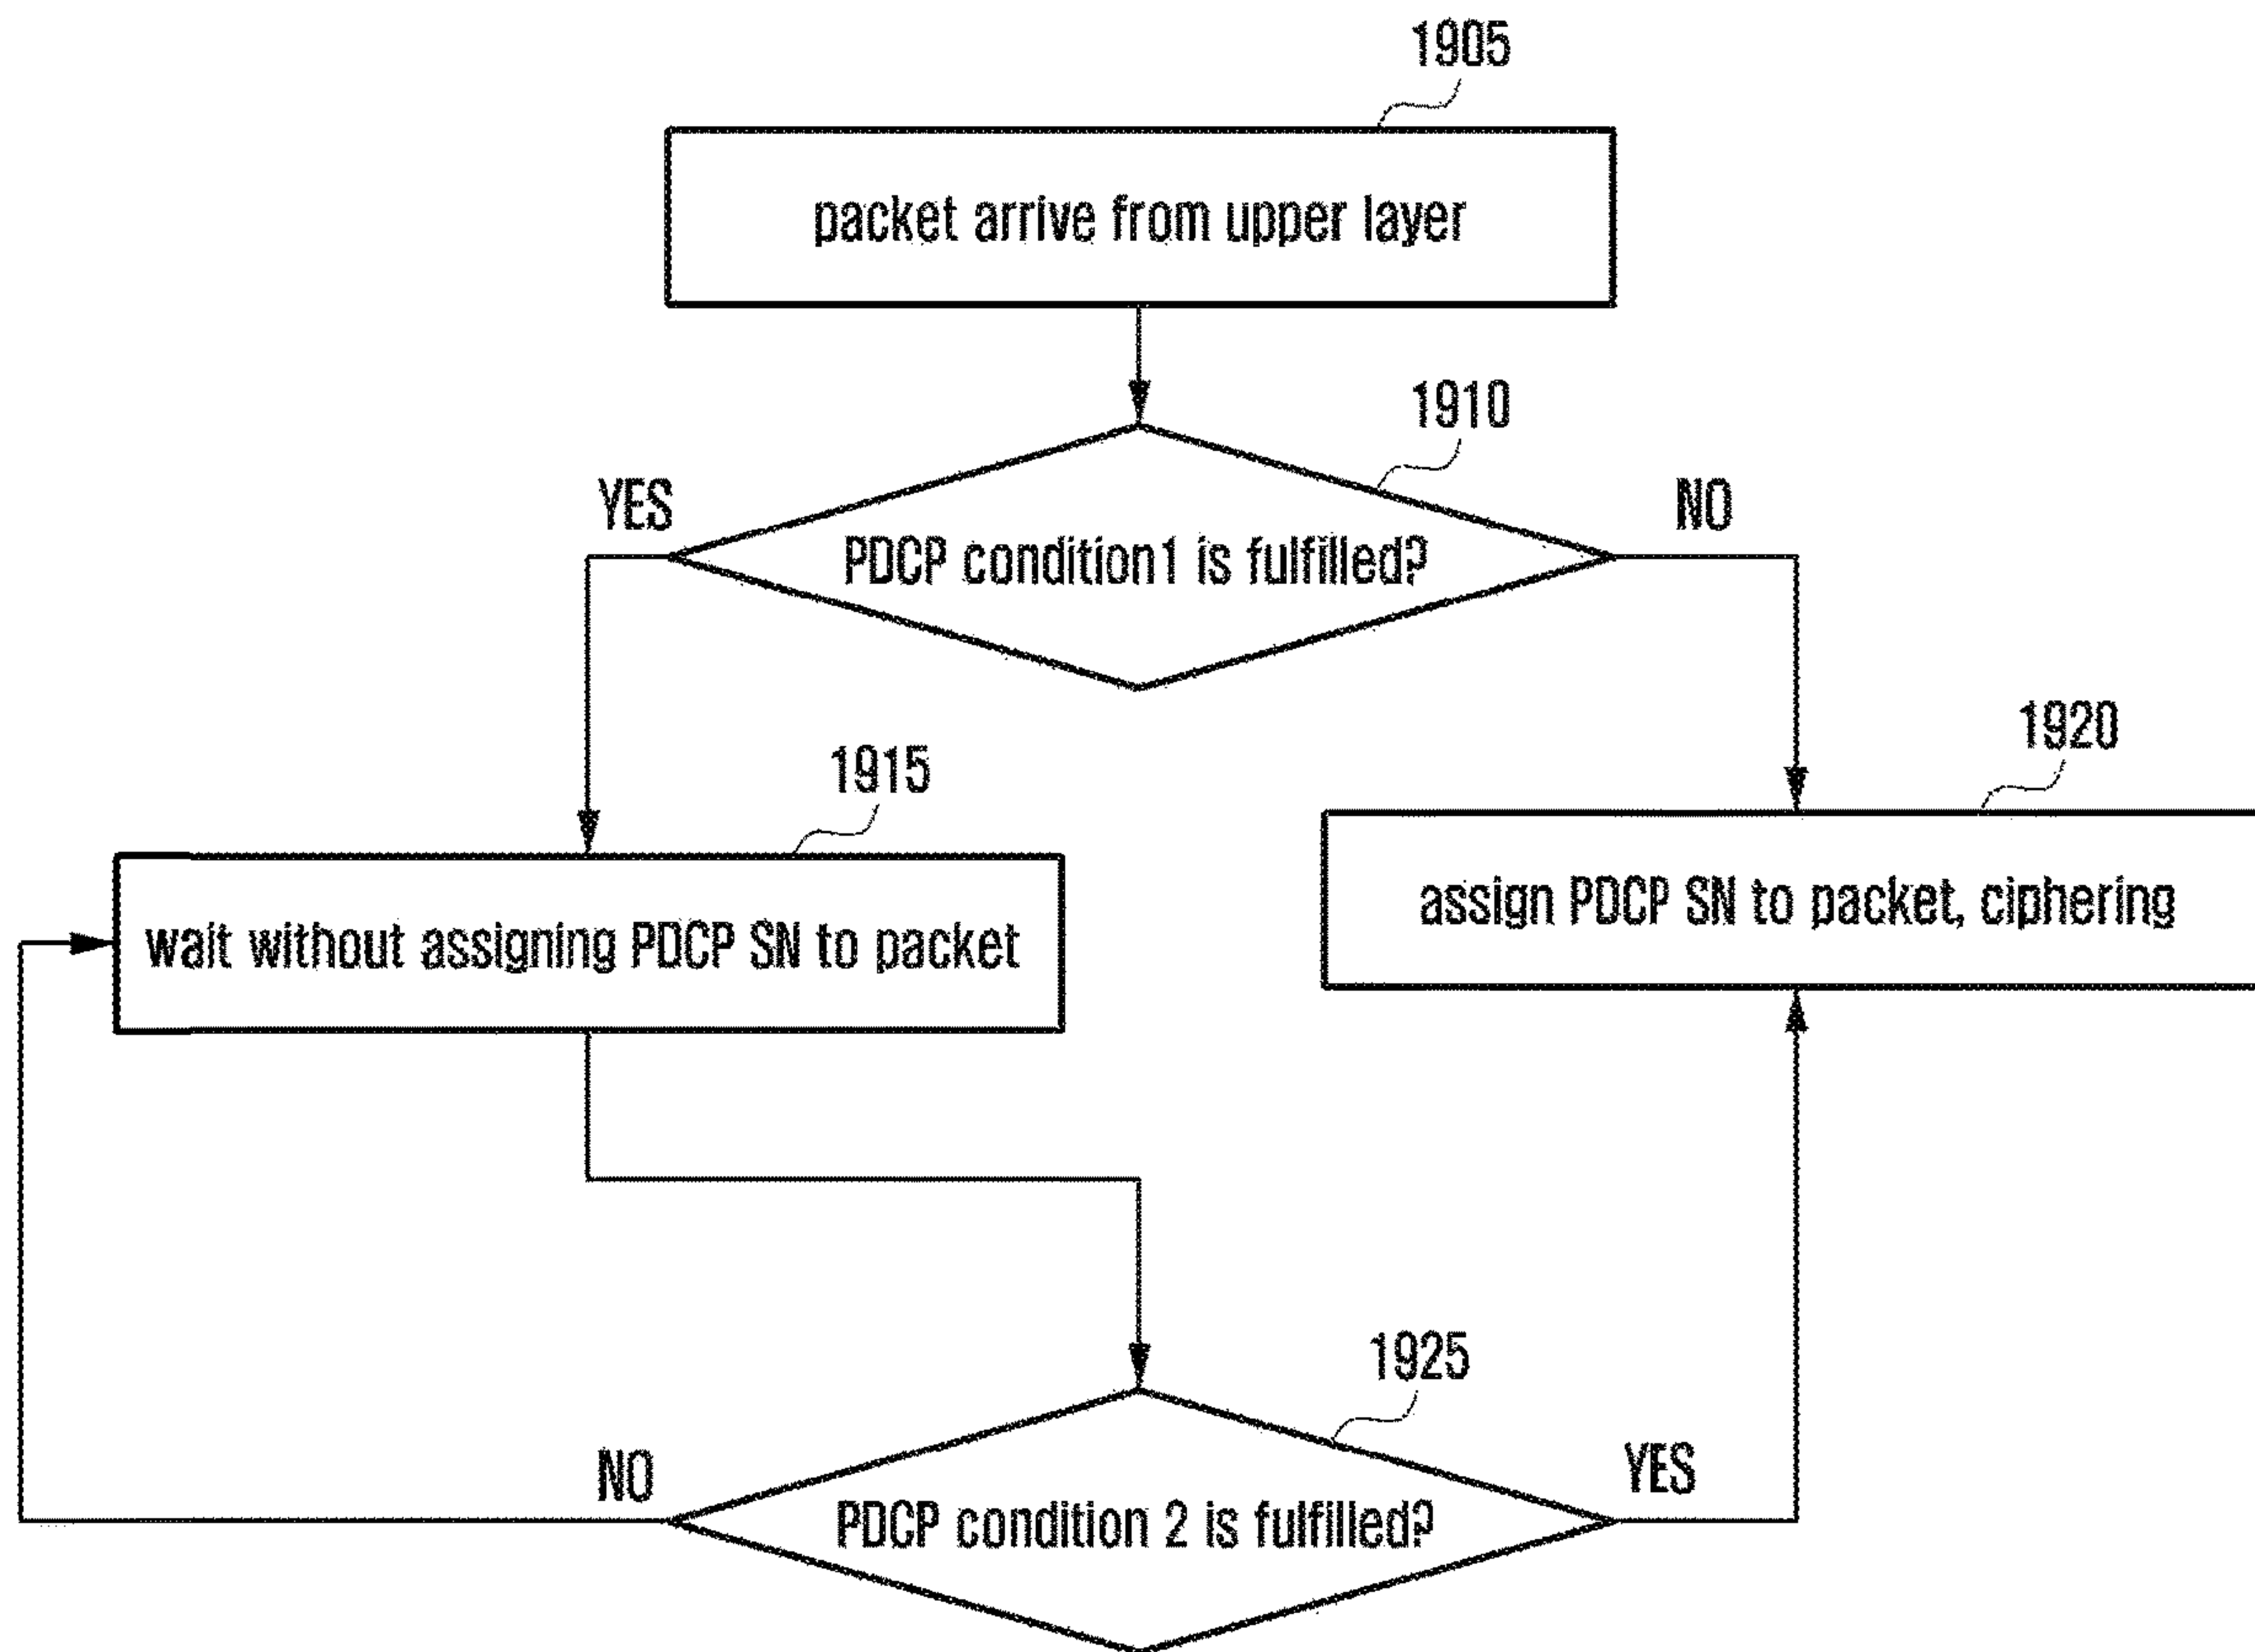 1905
packet arrive from upper layer
1910
YES
NO
PDCP condition1 is fulfilled?
1915
1920
wait without assigning PDCP SN to packet
assign PDCP SN to packet, ciphering
1925
NO
YES
PDCP condition 2 is fulfilled?